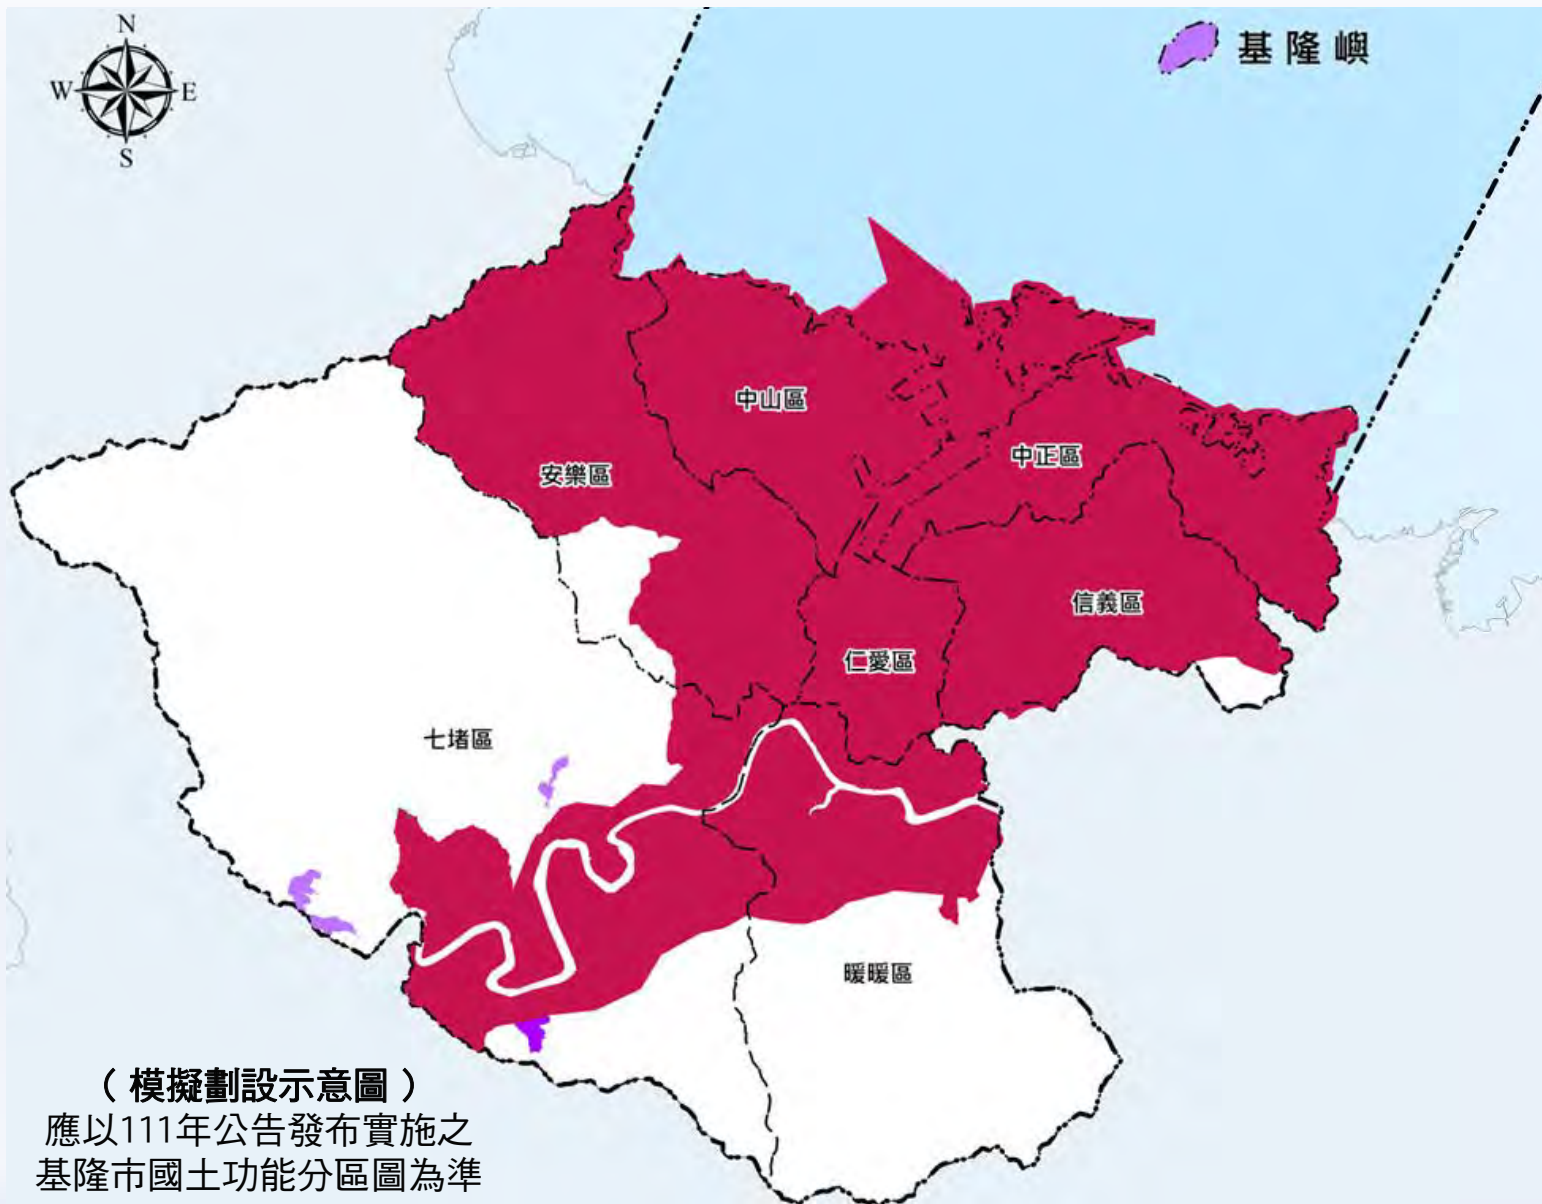 N
W
E
S
基隆嶼
中山區
中正區
安樂區
信義區
仁愛區
七堵區
暖暖區
（模擬劃設示意圖）
應以111年公告發布實施之
基隆市國土功能分區圖為準